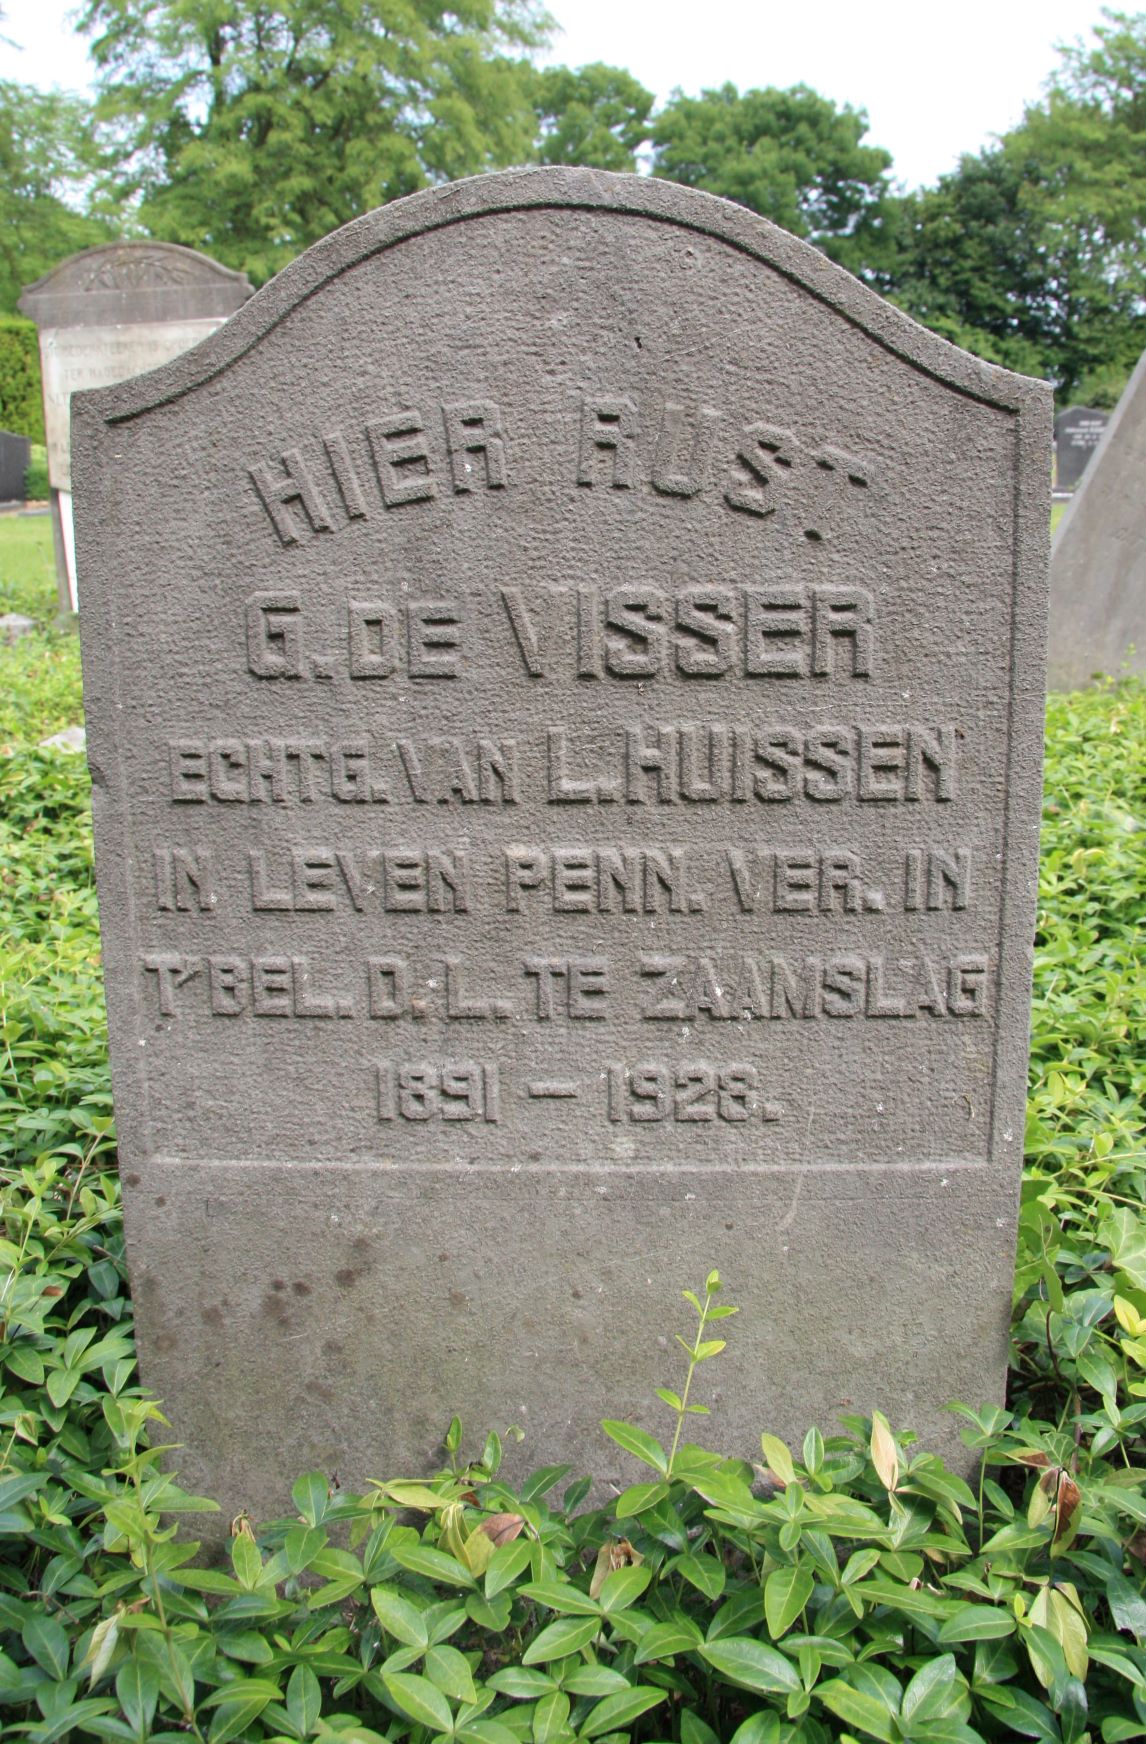 HIER RUST
G. DE VISSER
ECHTG. VAN L. HUISSEN
IN LEVEN PENN. VER. IN
T' BEL. D. L. TE ZAAMSLAG
1891 – 1928.